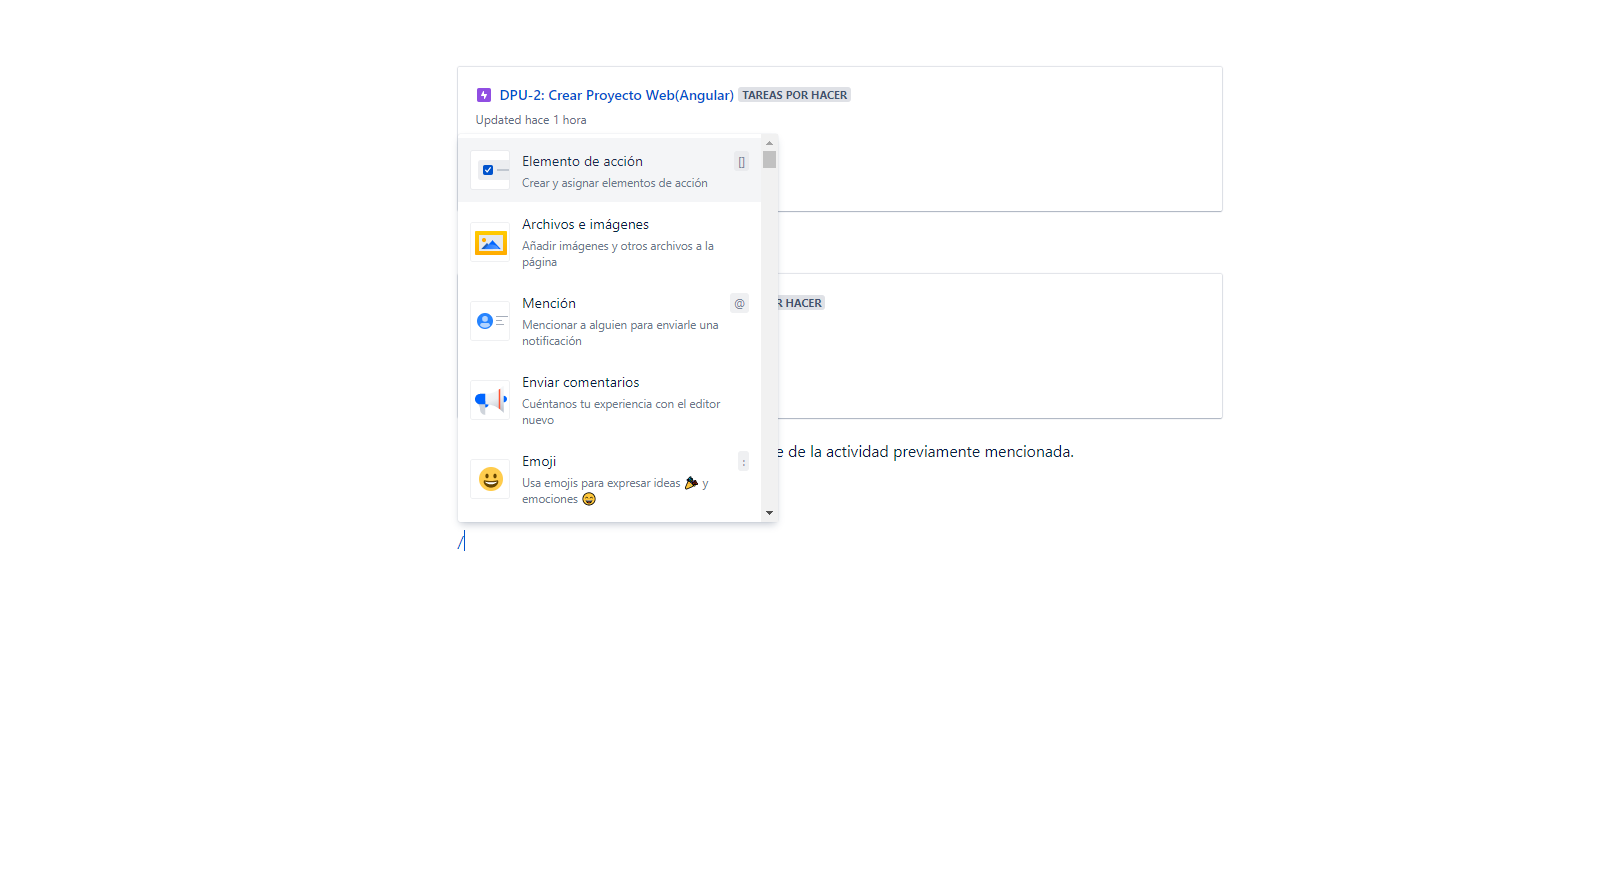 DPU-2: Crear Proyecto Web(Angular) TAREAS POR HACER
Updated hace 1 hora
Elemento de acción []
Crear y asignar elementos de acción
Archivos e imágenes
Añadir imágenes y otros archivos a la
página
Mención @
Mencionar a alguien para enviarle una
notificación
R HACER
Enviar comentarios
Cuéntanos tu experiencia con el editor
nuevo
e de la actividad previamente mencionada.
Emoji :
Usa emojis para expresar ideas 🎉 y
emociones 😄
/